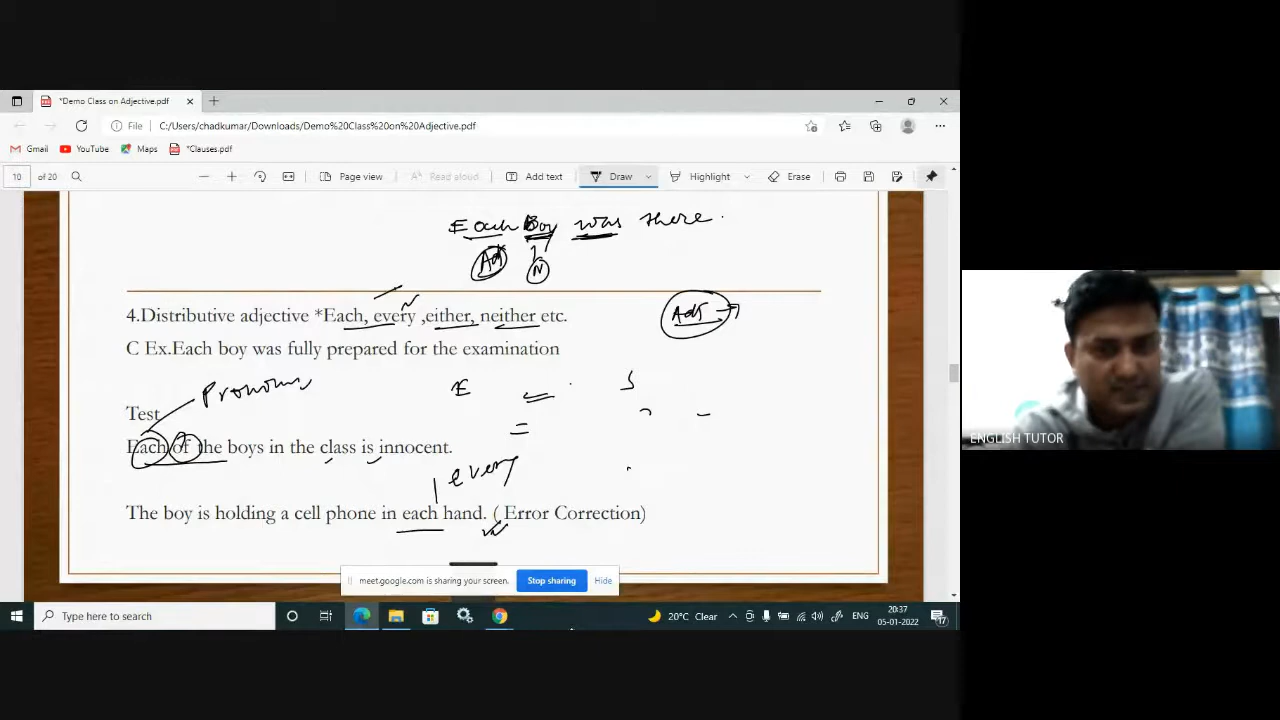 *Demo Class on Adjective.pdf
File C:/Users/chadkumar/Downloads/Demo%20Class%20on%20Adjective.pdf
Gmail YouTube Maps *Clauses.pdf
10 of 20 Page view Read aloud Add text Draw Highlight Erase
Each Boy was there.
Adj N
4.Distributive adjective *Each, every ,either, neither etc.
Adj
C Ex.Each boy was fully prepared for the examination
Pronoun
E S
Test
Each of the boys in the class is innocent.
ENGLISH TUTOR
every
The boy is holding a cell phone in each hand. ( Error Correction)
meet.google.com is sharing your screen. Stop sharing Hide
Type here to search
20°C Clear ENG 20:37
05-01-2022 17